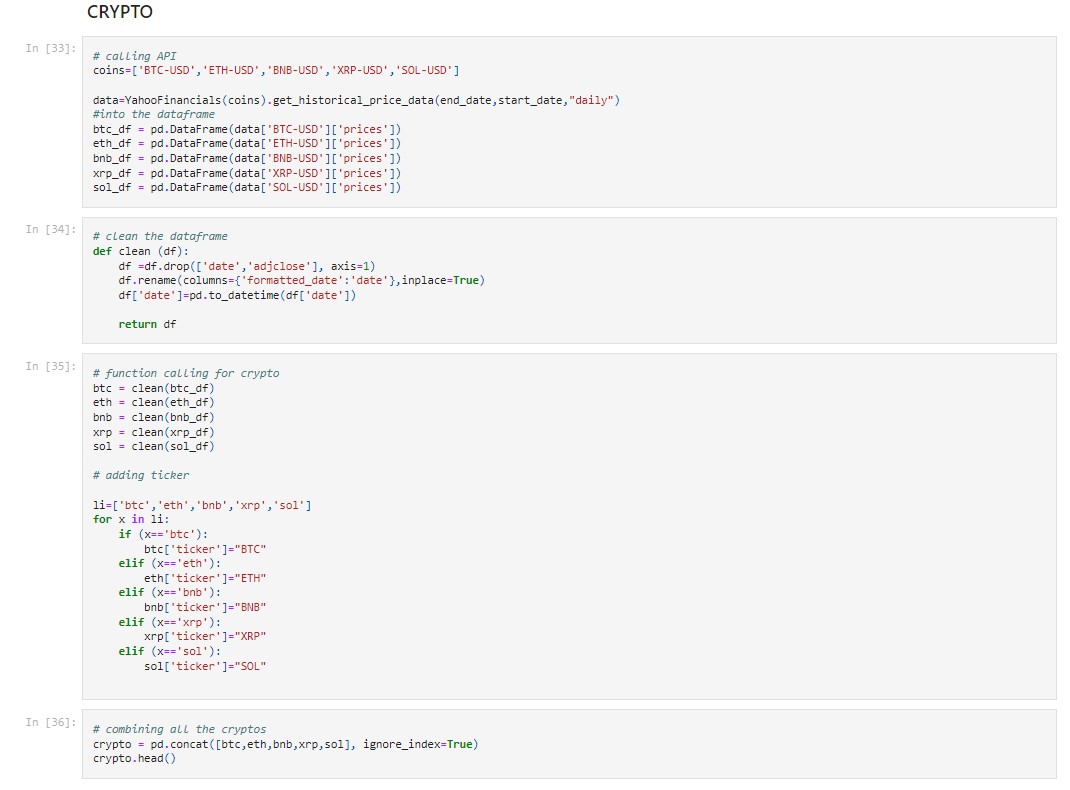 CRYPTO
In [33]:
# calling API
coins=['BTC-USD','ETH-USD','BNB-USD','XRP-USD','SOL-USD']
data=YahooFinancials(coins).get_historical_price_data(end_date,start_date,"daily")
#into the dataframe
btc_df = pd.DataFrame(data['BTC-USD']['prices'])
eth_df = pd.DataFrame(data['ETH-USD']['prices'])
bnb_df = pd.DataFrame(data['BNB-USD']['prices'])
xrp_df = pd.DataFrame(data['XRP-USD']['prices'])
sol_df = pd.DataFrame(data['SOL-USD']['prices'])
In [34]:
# clean the dataframe
def clean (df):
    df =df.drop(['date','adjclose'], axis=1)
    df.rename(columns={'formatted_date':'date'},inplace=True)
    df['date']=pd.to_datetime(df['date'])
    return df
In [35]:
# function calling for crypto
btc = clean(btc_df)
eth = clean(eth_df)
bnb = clean(bnb_df)
xrp = clean(xrp_df)
sol = clean(sol_df)
# adding ticker
li=['btc','eth','bnb','xrp','sol']
for x in li:
    if (x=='btc'):
        btc['ticker']="BTC"
    elif (x=='eth'):
        eth['ticker']="ETH"
    elif (x=='bnb'):
        bnb['ticker']="BNB"
    elif (x=='xrp'):
        xrp['ticker']="XRP"
    elif (x=='sol'):
        sol['ticker']="SOL"
In [36]:
# combining all the cryptos
crypto = pd.concat([btc,eth,bnb,xrp,sol], ignore_index=True)
crypto.head()